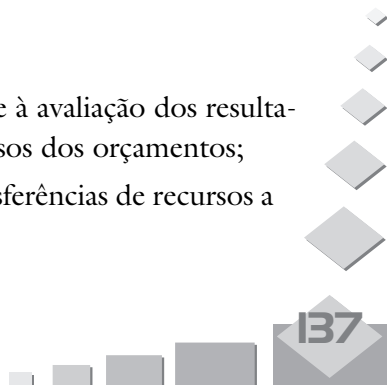 e à avaliação dos resulta-
sos dos orçamentos;
sferências de recursos a
137